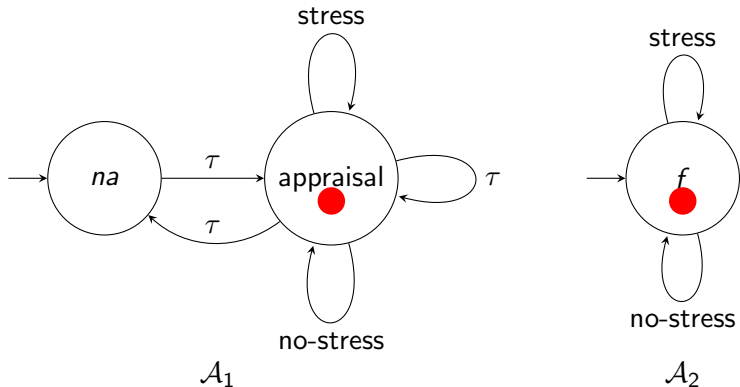 stress
stress
τ
na
appraisal
τ
f
τ
no-stress
no-stress
𝒜₁
𝒜₂